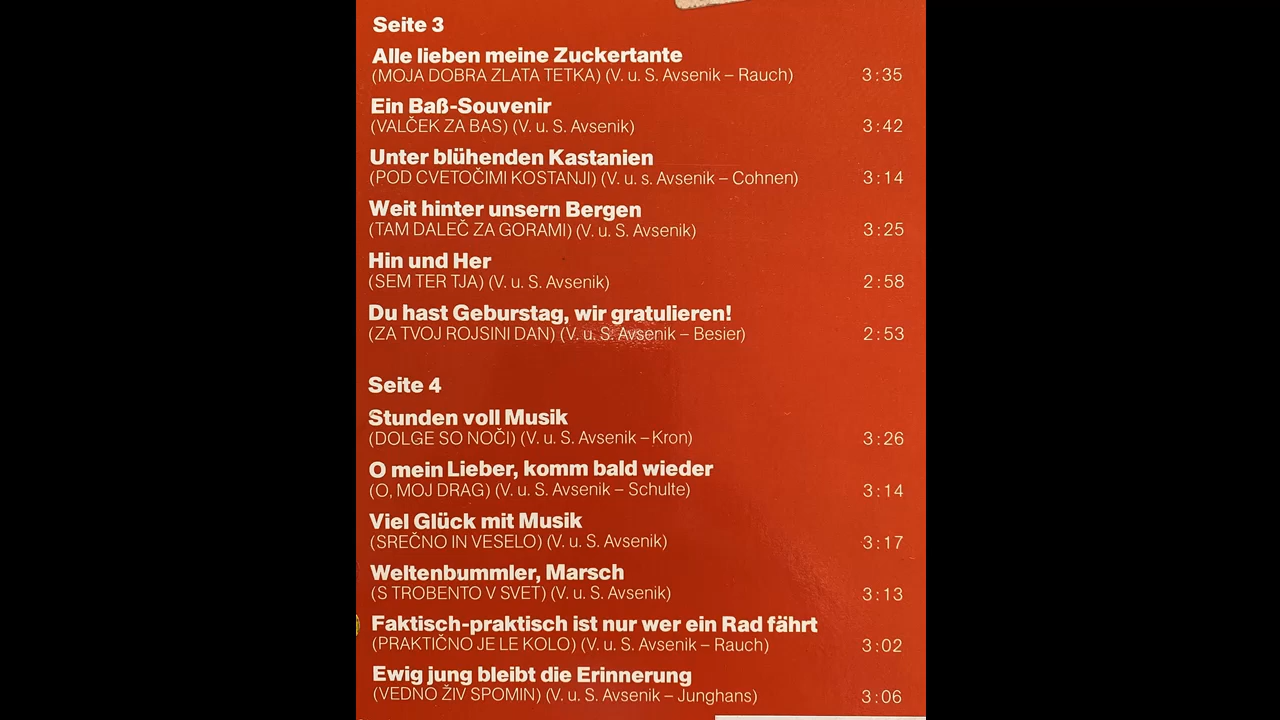 Seite 3
Alle lieben meine Zuckertante
(MOJA DOBRA ZLATA TETKA) (V. u. S. Avsenik – Rauch) 3:35
Ein Baß-Souvenir
(VALČEK ZA BAS) (V. u. S. Avsenik) 3:42
Unter blühenden Kastanien
(POD CVETOČIMI KOSTANJI) (V. u. s. Avsenik – Cohnen) 3:14
Weit hinter unsern Bergen
(TAM DALEČ ZA GORAMI) (V. u. S. Avsenik) 3:25
Hin und Her
(SEM TER TJA) (V. u. S. Avsenik) 2:58
Du hast Geburstag, wir gratulieren!
(ZA TVOJ ROJSINI DAN) (V. u. S. Avsenik – Besier) 2:53
Seite 4
Stunden voll Musik
(DOLGE SO NOČI) (V. u. S. Avsenik – Kron) 3:26
O mein Lieber, komm bald wieder
(O, MOJ DRAG) (V. u. S. Avsenik – Schulte) 3:14
Viel Glück mit Musik
(SREČNO IN VESELO) (V. u. S. Avsenik) 3:17
Weltenbummler, Marsch
(S TROBENTO V SVET) (V. u. S. Avsenik) 3:13
Faktisch-praktisch ist nur wer ein Rad fährt
(PRAKTIČNO JE LE KOLO) (V. u. S. Avsenik – Rauch) 3:02
Ewig jung bleibt die Erinnerung
(VEDNO ŽIV SPOMIN) (V. u. S. Avsenik – Junghans) 3:06